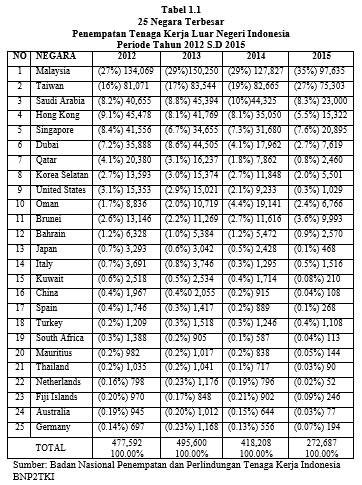 Tabel 1.1
25 Negara Terbesar
Penempatan Tenaga Kerja Luar Negeri Indonesia
Periode Tahun 2012 S.D 2015
NO NEGARA 2012 2013 2014 2015
1 Malaysia (27%) 134,069 (29%)150,250 (29%) 127,827 (35%) 97,635
2 Taiwan (16%) 81,071 (17%) 83,544 (19%) 82,665 (27%) 75,303
3 Saudi Arabia (8.2%) 40,655 (8.8%) 45,394 (10%)44,325 (8.3%) 23,000
4 Hong Kong (9.1%) 45,478 (8.1%) 41,769 (8.1%) 35,050 (5.5%) 15,322
5 Singapore (8.4%) 41,556 (6.7%) 34,655 (7.3%) 31,680 (7.6%) 20,895
6 Dubai (7.2%) 35,888 (8.6%) 44,505 (4.1%) 17,962 (2.7%) 7,619
7 Qatar (4.1%) 20,380 (3.1%) 16,237 (1.8%) 7,862 (0.8%) 2,460
8 Korea Selatan (2.7%) 13,593 (3.0%) 15,374 (2.7%) 11,848 (2.0%) 5,501
9 United States (3.1%) 15,353 (2.9%) 15,021 (2.1%) 9,233 (0.3%) 1,029
10 Oman (1.7%) 8,836 (2.0%) 10,719 (4.4%) 19,141 (2.4%) 6,766
11 Brunei (2.6%) 13,146 (2.2%) 11,269 (2.7%) 11,616 (3.6%) 9,993
12 Bahrain (1.2%) 6,328 (1.0%) 5,384 (1.2%) 5,472 (0.9%) 2,570
13 Japan (0.7%) 3,293 (0.6%) 3,042 (0.5%) 2,428 (0.1%) 468
14 Italy (0.7%) 3,691 (0.8%) 3,746 (0.3%) 1,295 (0.5%) 1,516
15 Kuwait (0.6%) 2,518 (0.5%) 2,534 (0.4%) 1,714 (0.08%) 210
16 China (0.4%) 1,967 (0.4%0 2,055 (0.2%) 915 (0.04%) 108
17 Spain (0.4%) 1,746 (0.3%) 1,417 (0.2%) 889 (0.1%) 268
18 Turkey (0.2%) 1,209 (0.3%) 1,518 (0.3%) 1,246 (0.4%) 1,108
19 South Africa (0.3%) 1,388 (0.2%) 905 (0.1%) 587 (0.04%) 113
20 Mauritius (0.2%) 982 (0.2%) 1,017 (0.2%) 838 (0.05%) 144
21 Thailand (0.2%) 1,035 (0.2%) 1,041 (0.1%) 717 (0.03%) 90
22 Netherlands (0.16%) 798 (0.23%) 1,176 (0.19%) 796 (0.02%) 52
23 Fiji Islands (0.20%) 970 (0.17%) 848 (0.21%) 902 (0.09%) 246
24 Australia (0.19%) 945 (0.20%) 1,012 (0.15%) 644 (0.03%) 77
25 Germany (0.14%) 697 (0.23%) 1,168 (0.13%) 556 (0.07%) 194
TOTAL 477,592 495,600 418,208 272,687
100.00% 100.00% 100.00% 100.00%
Sumber: Badan Nasional Penempatan dan Perlindungan Tenaga Kerja Indonesia
BNP2TKI